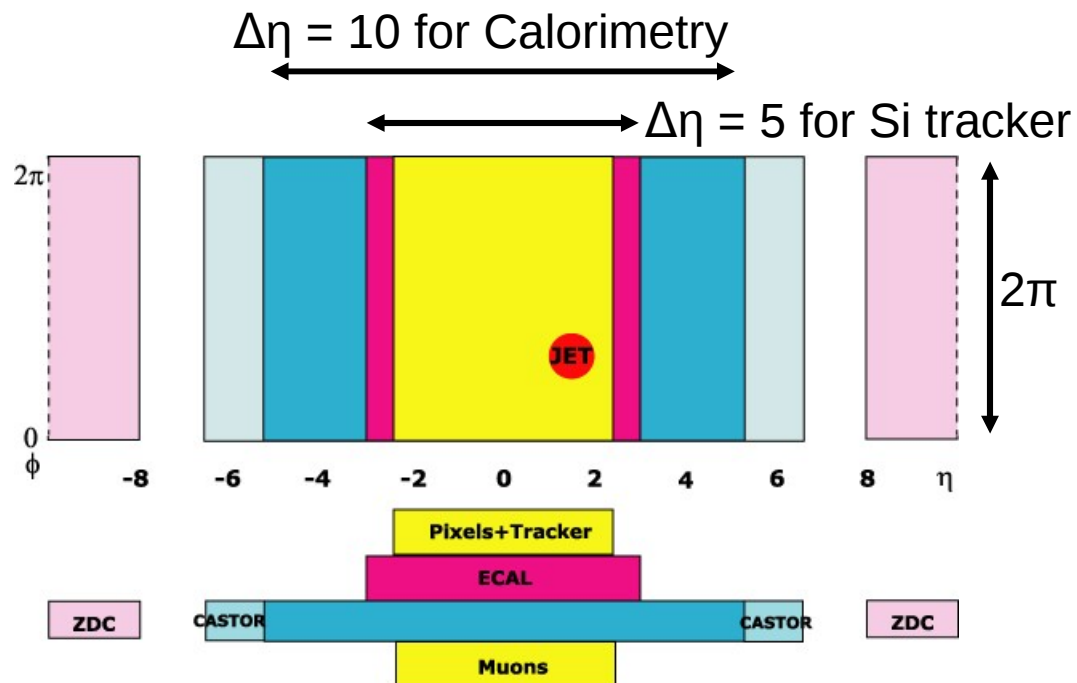 Δη = 10 for Calorimetry
Δη = 5 for Si tracker
2π
JET
2π
0
ϕ
-8 -6 -4 -2 0 2 4 6 8 η
Pixels+Tracker
ECAL
ZDC CASTOR CASTOR ZDC
Muons